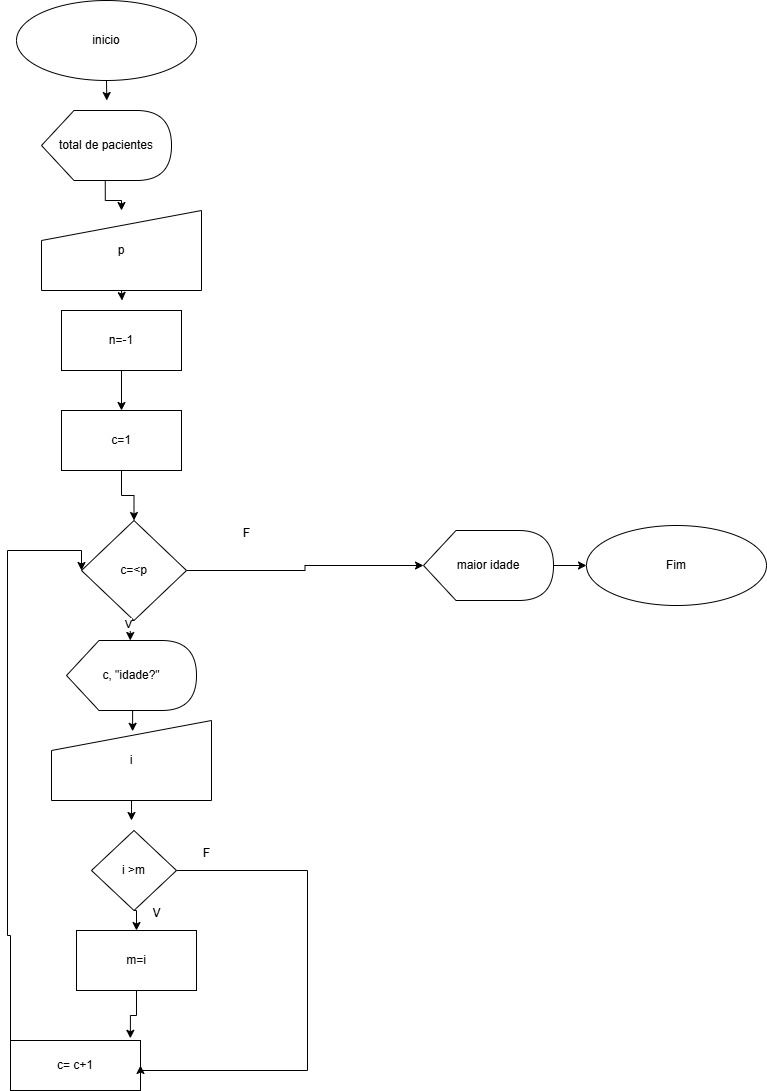 inicio
total de pacientes
p
n=-1
c=1
c=<p
F
maior idade
Fim
V
c, "idade?"
i
i >m
F
V
m=i
c= c+1